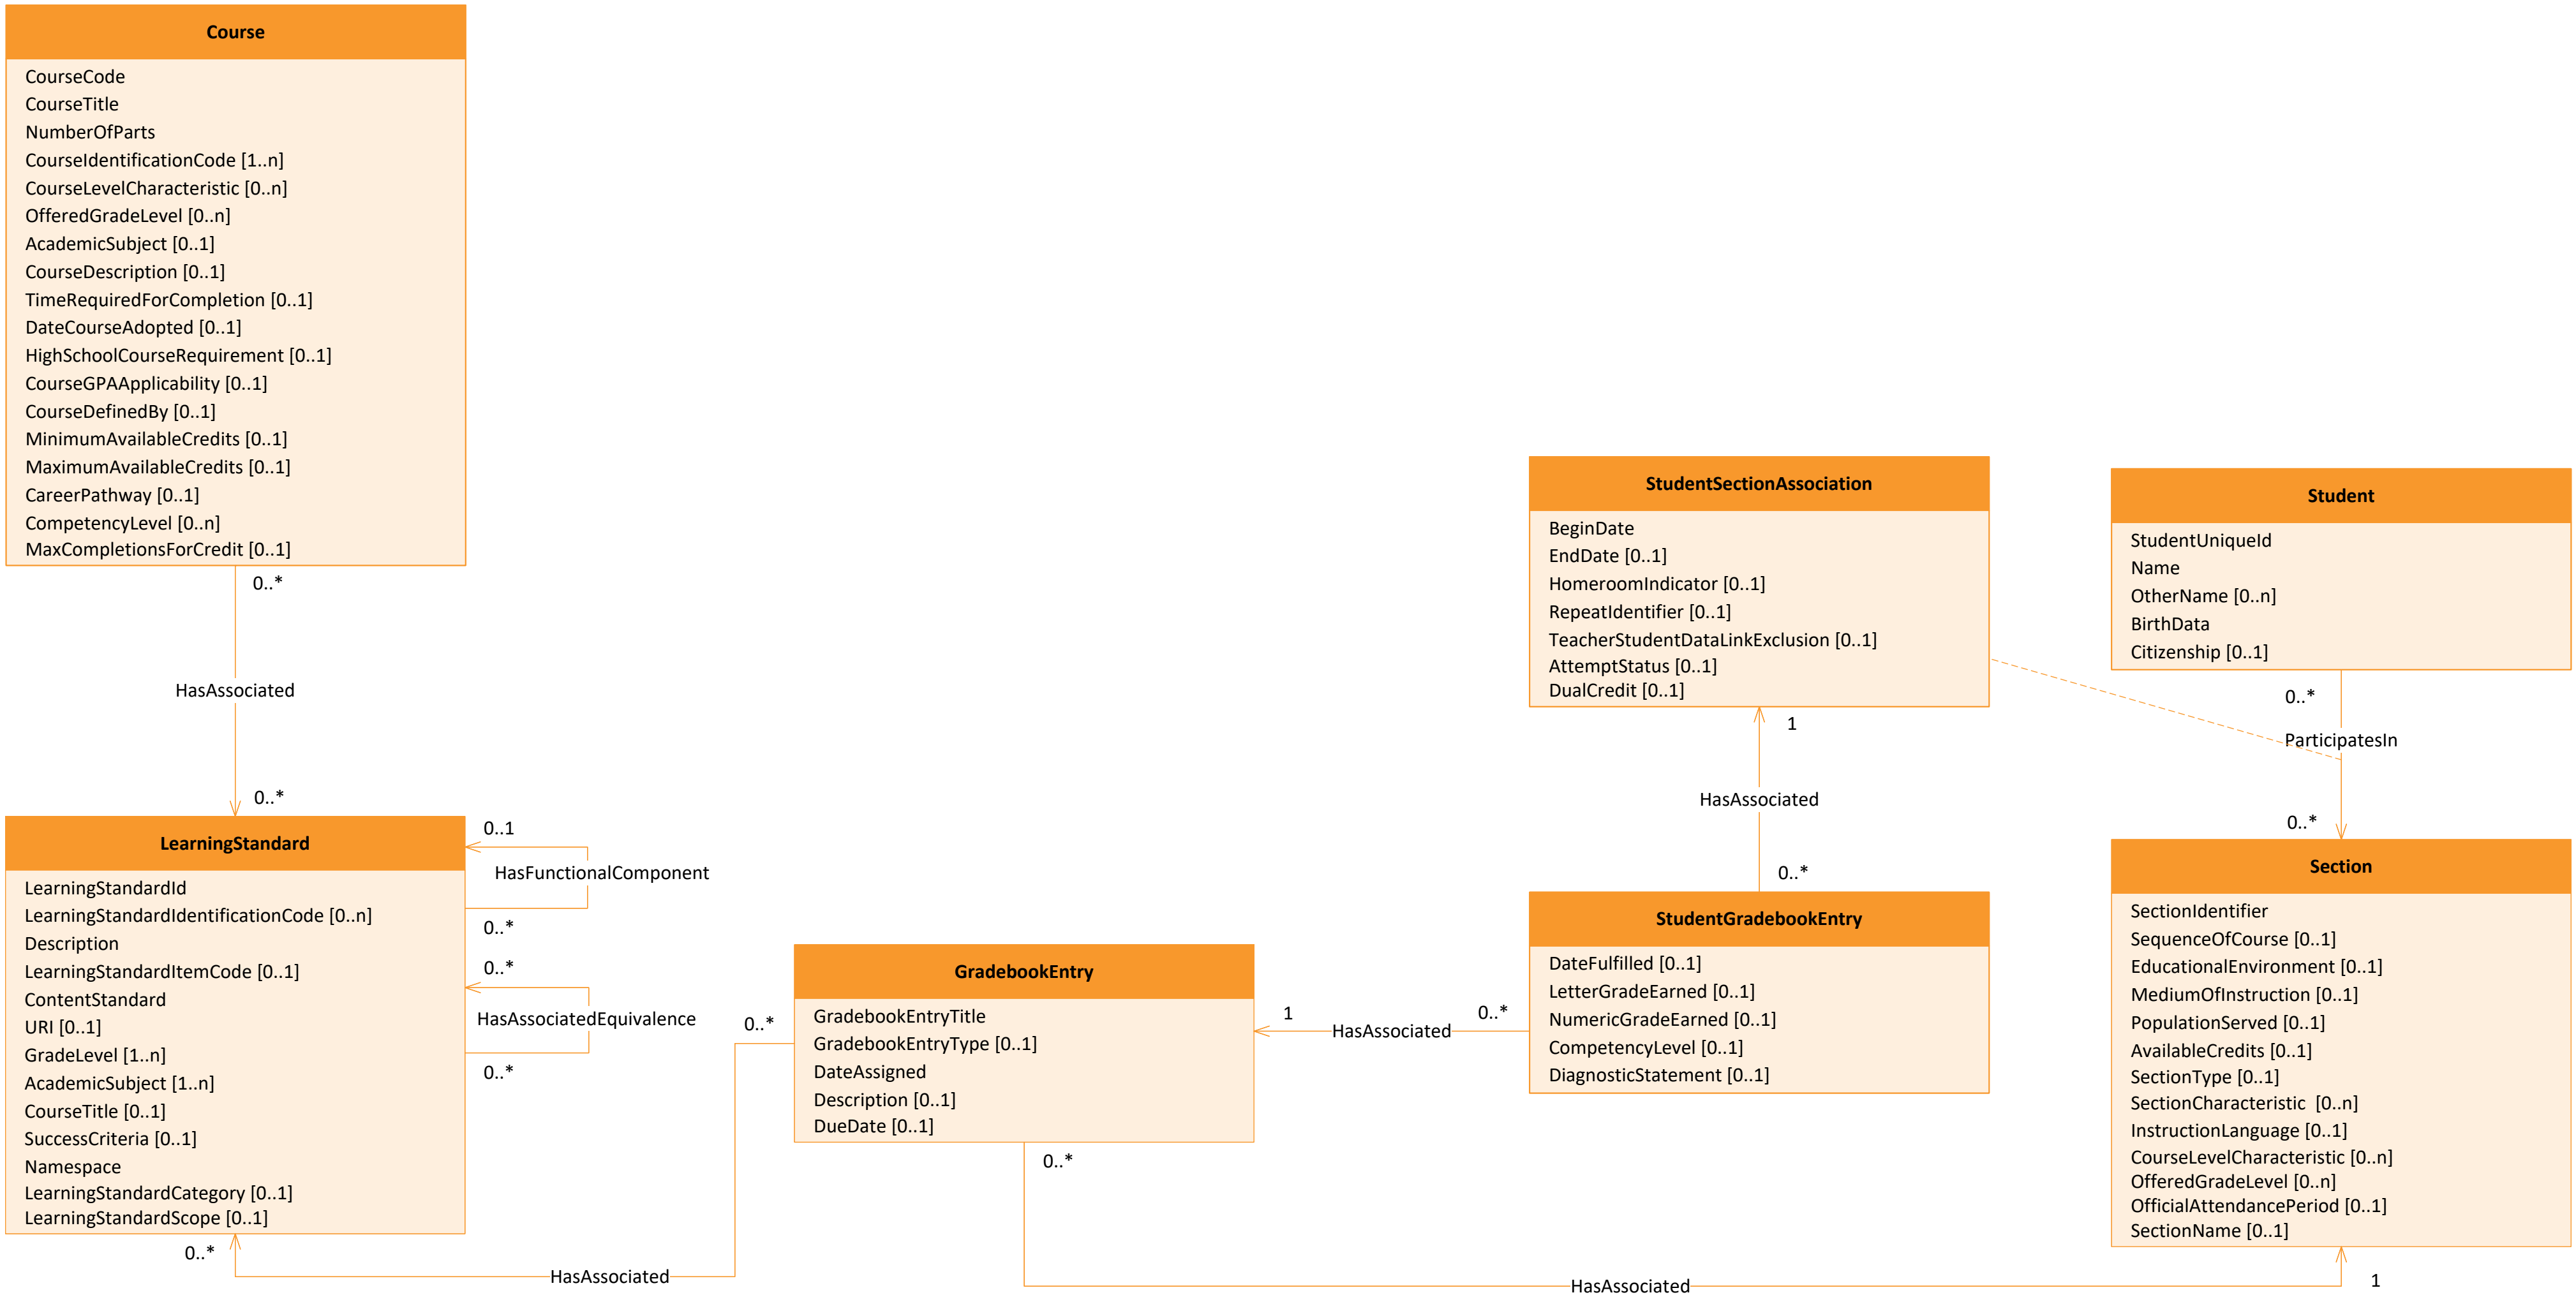 Course
CourseCode
CourseTitle
NumberOfParts
CourseIdentificationCode [1..n]
CourseLevelCharacteristic [0..n]
OfferedGradeLevel [0..n]
AcademicSubject [0..1]
CourseDescription [0..1]
TimeRequiredForCompletion [0..1]
DateCourseAdopted [0..1]
HighSchoolCourseRequirement [0..1]
CourseGPAApplicability [0..1]
CourseDefinedBy [0..1]
MinimumAvailableCredits [0..1]
MaximumAvailableCredits [0..1]
CareerPathway [0..1]
CompetencyLevel [0..n]
MaxCompletionsForCredit [0..1]
0..*
HasAssociated
0..*
LearningStandard
LearningStandardId
LearningStandardIdentificationCode [0..n]
Description
LearningStandardItemCode [0..1]
ContentStandard
URI [0..1]
GradeLevel [1..n]
AcademicSubject [1..n]
CourseTitle [0..1]
SuccessCriteria [0..1]
Namespace
LearningStandardCategory [0..1]
LearningStandardScope [0..1]
0..1
HasFunctionalComponent
0..*
0..*
HasAssociatedEquivalence
0..*
0..*
HasAssociated
0..*
GradebookEntry
GradebookEntryTitle
GradebookEntryType [0..1]
DateAssigned
Description [0..1]
DueDate [0..1]
0..*
HasAssociated
1
1
HasAssociated
0..*
StudentSectionAssociation
BeginDate
EndDate [0..1]
HomeroomIndicator [0..1]
RepeatIdentifier [0..1]
TeacherStudentDataLinkExclusion [0..1]
AttemptStatus [0..1]
DualCredit [0..1]
1
HasAssociated
0..*
StudentGradebookEntry
DateFulfilled [0..1]
LetterGradeEarned [0..1]
NumericGradeEarned [0..1]
CompetencyLevel [0..1]
DiagnosticStatement [0..1]
Student
StudentUniqueId
Name
OtherName [0..n]
BirthData
Citizenship [0..1]
0..*
ParticipatesIn
0..*
Section
SectionIdentifier
SequenceOfCourse [0..1]
EducationalEnvironment [0..1]
MediumOfInstruction [0..1]
PopulationServed [0..1]
AvailableCredits [0..1]
SectionType [0..1]
SectionCharacteristic [0..n]
InstructionLanguage [0..1]
CourseLevelCharacteristic [0..n]
OfferedGradeLevel [0..n]
OfficialAttendancePeriod [0..1]
SectionName [0..1]